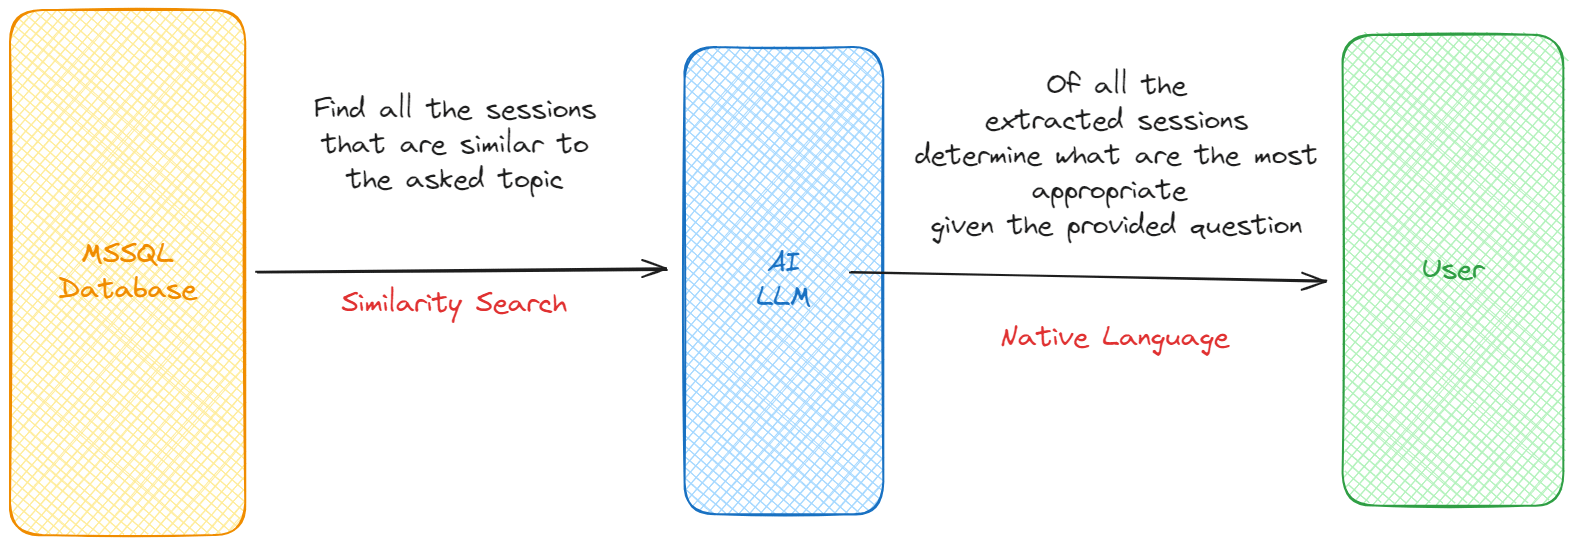 MSSQL
Database
Find all the sessions
that are similar to
the asked topic
Similarity Search
AI
LLM
Of all the
extracted sessions
determine what are the most
appropriate
given the provided question
Native Language
User